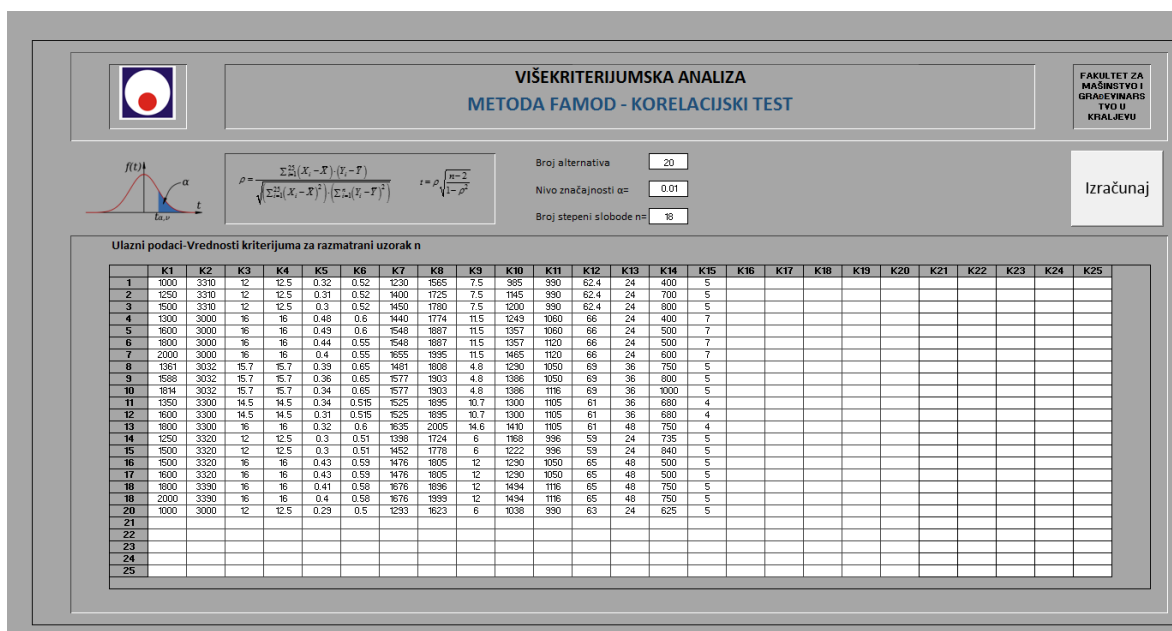 VIŠEKRITERIJUMSKA ANALIZA
METODA FAMOD - KORELACIJSKI TEST
FAKULTET ZA
MAŠINSTVO I
GRAĐEVINARS
TVO U
KRALJEVU
f(t)
α
t
tα,ν
ρ = Σ²⁵ᵢ₌₁(Xᵢ-X̄)·(Yᵢ-Ȳ) / √((Σ²⁵ᵢ₌₁(Xᵢ-X̄)²)·(Σⁿᵢ₌₁(Yᵢ-Ȳ)²))
t = ρ√((n-2)/(1-ρ²))
Broj alternativa 20
Nivo značajnosti α= 0.01
Broj stepeni slobode n= 18
Izračunaj
Ulazni podaci-Vrednosti kriterijuma za razmatrani uzorak n
K1 K2 K3 K4 K5 K6 K7 K8 K9 K10 K11 K12 K13 K14 K15 K16 K17 K18 K19 K20 K21 K22 K23 K24 K25
1 1000 3310 12 12.5 0.32 0.52 1230 1565 7.5 985 990 62.4 24 400 5
2 1250 3310 12 12.5 0.31 0.52 1400 1725 7.5 1145 990 62.4 24 700 5
3 1500 3310 12 12.5 0.3 0.52 1450 1780 7.5 1200 990 62.4 24 800 5
4 1300 3000 16 16 0.48 0.6 1440 1774 11.5 1249 1060 66 24 400 7
5 1600 3000 16 16 0.49 0.6 1548 1887 11.5 1357 1060 66 24 500 7
6 1800 3000 16 16 0.44 0.55 1548 1887 11.5 1357 1120 66 24 500 7
7 2000 3000 16 16 0.4 0.55 1655 1995 11.5 1465 1120 66 24 600 7
8 1361 3032 15.7 15.7 0.39 0.65 1481 1808 4.8 1290 1050 69 36 750 5
9 1588 3032 15.7 15.7 0.36 0.65 1577 1903 4.8 1386 1050 69 36 800 5
10 1814 3032 15.7 15.7 0.34 0.65 1577 1903 4.8 1386 1116 69 36 1000 5
11 1350 3300 14.5 14.5 0.34 0.515 1525 1895 10.7 1300 1105 61 36 680 4
12 1600 3300 14.5 14.5 0.31 0.515 1525 1895 10.7 1300 1105 61 36 680 4
13 1800 3300 16 16 0.32 0.6 1635 2005 14.6 1410 1105 61 48 750 4
14 1250 3320 12 12.5 0.3 0.51 1398 1724 6 1168 996 59 24 735 5
15 1500 3320 12 12.5 0.3 0.51 1452 1778 6 1222 996 59 24 840 5
16 1500 3320 16 16 0.43 0.59 1476 1805 12 1290 1050 65 48 500 5
17 1600 3320 16 16 0.43 0.59 1476 1805 12 1290 1050 65 48 500 5
18 1800 3390 16 16 0.41 0.58 1676 1896 12 1494 1116 65 48 750 5
18 2000 3390 16 16 0.4 0.58 1676 1999 12 1494 1116 65 48 750 5
20 1000 3000 12 12.5 0.29 0.5 1293 1623 6 1038 990 63 24 625 5
21
22
23
24
25